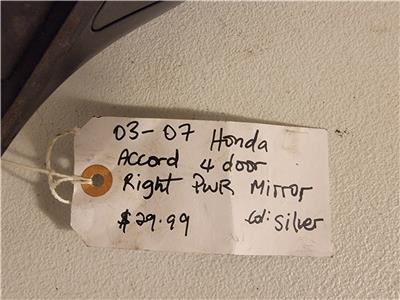 03-07 Honda
Accord 4 door
Right PWR Mirror
$29.99 col: Silver